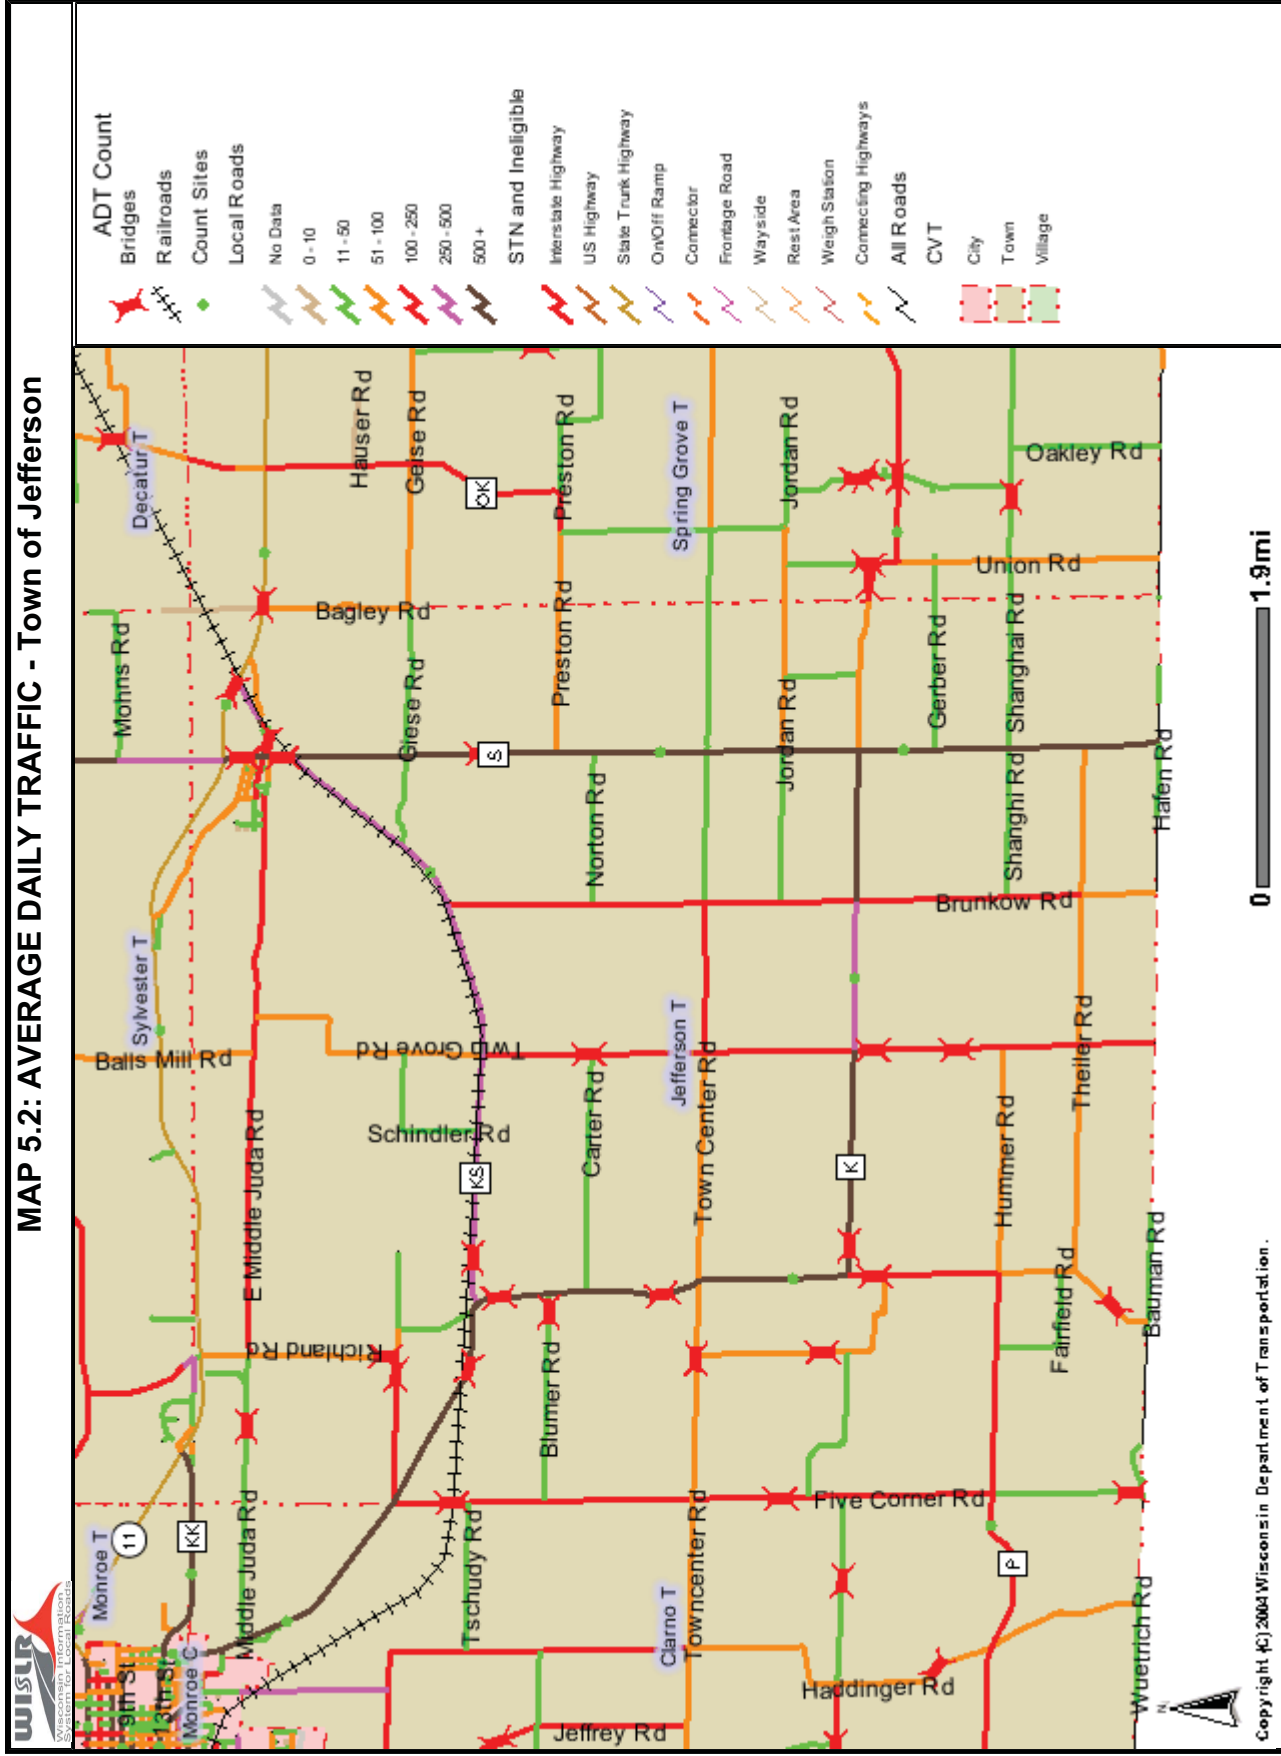 MAP 5.2: AVERAGE DAILY TRAFFIC - Town of Jefferson
WISLR
Wisconsin Information
System for Local Roads
ADT Count
Bridges
Railroads
Count Sites
Local Roads
No Data
0 - 10
11 - 50
51 - 100
100 - 250
250 - 500
500 +
STN and Ineligible
Interstate Highway
US Highway
State Trunk Highway
On/Off Ramp
Connector
Frontage Road
Wayside
Rest Area
Weigh Station
Connecting Highways
All Roads
CVT
City
Town
Village
Monroe T
11
KK
9th St
13th St
Monroe C
Middle Juda Rd
E Middle Juda Rd
Richland Rd
Balls Mill Rd
Sylvester T
Mohns Rd
Decatur T
Hauser Rd
Geise Rd
Bagley Rd
Giese Rd
OK
Preston Rd
Preston Rd
S
Schindler Rd
Two Grove Rd
KS
Tschudy Rd
Blumer Rd
Carter Rd
Norton Rd
Jeffrey Rd
Clarno T
Jefferson T
Spring Grove T
Towncenter Rd
Town Center Rd
Jordan Rd
Jordan Rd
Haddinger Rd
Five Corner Rd
K
Brunkow Rd
Gerber Rd
Union Rd
Oakley Rd
P
Hummer Rd
Shanghi Rd
Shanghai Rd
Fairfield Rd
Theiler Rd
Wuetrich Rd
Bauman Rd
Hafen Rd
N
0
1.9mi
Copyright (C) 2004 Wisconsin Department of Transportation.